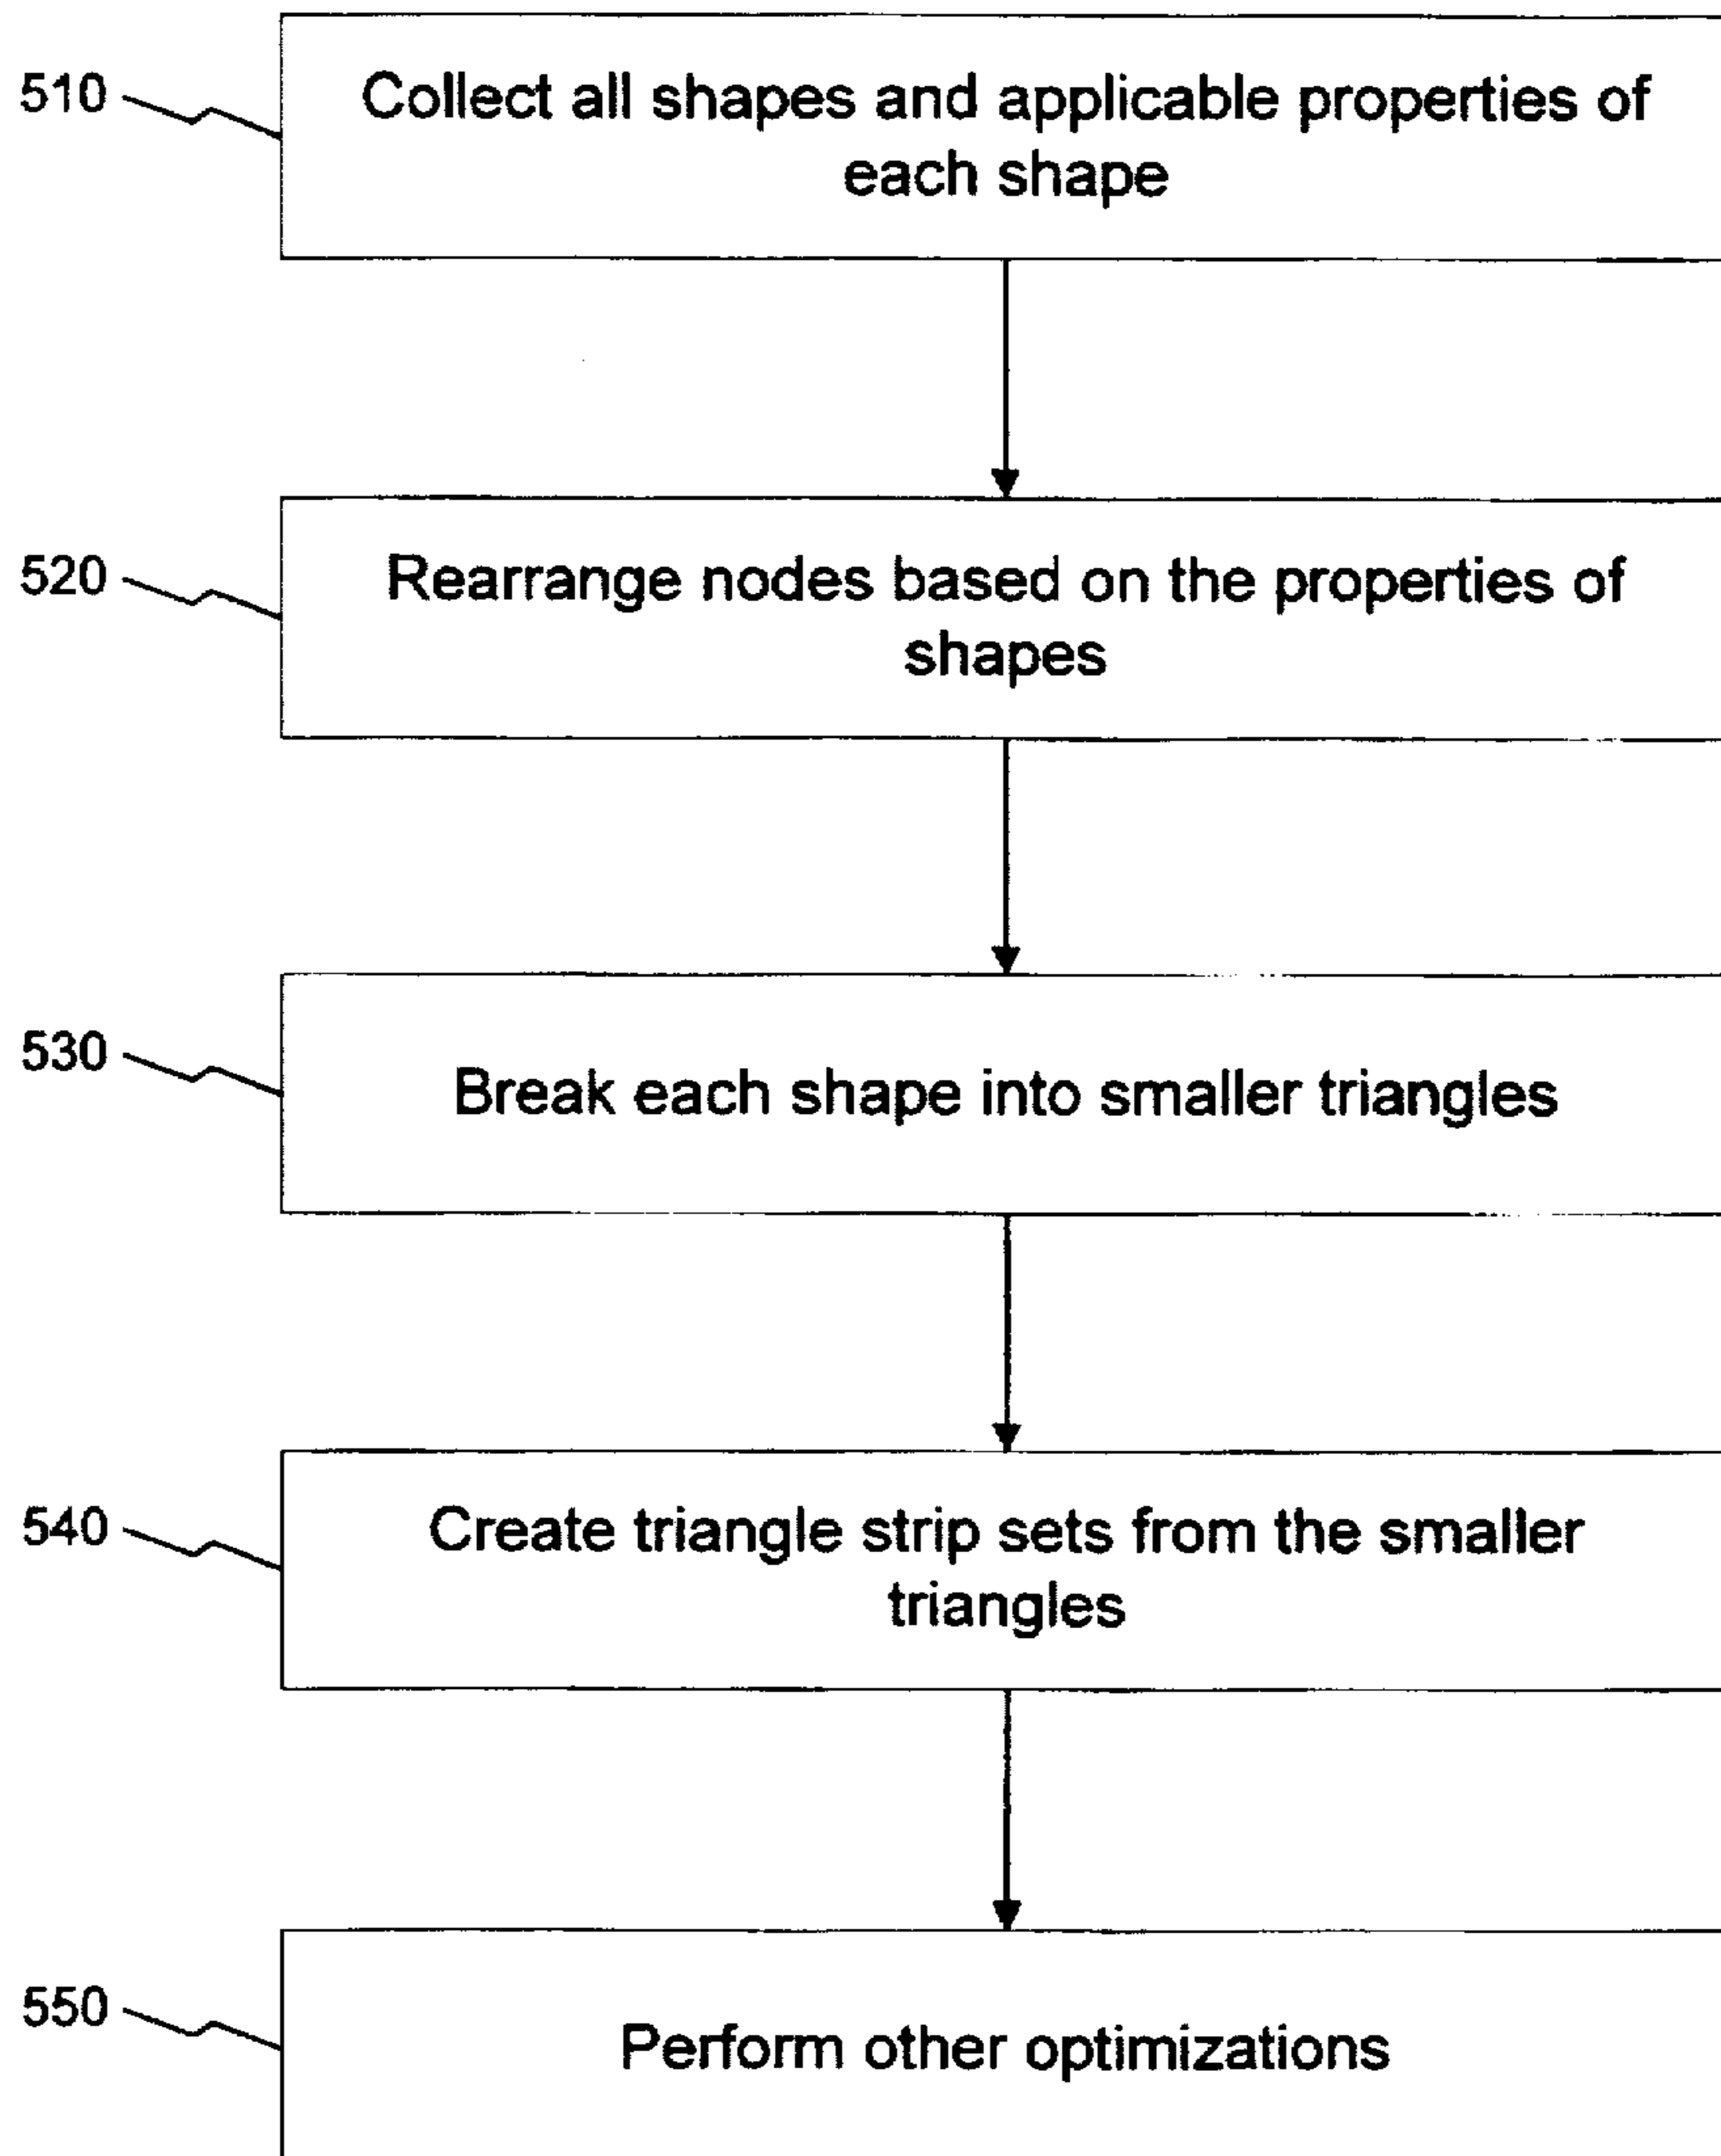 510
Collect all shapes and applicable properties of
each shape
520
Rearrange nodes based on the properties of
shapes
530
Break each shape into smaller triangles
540
Create triangle strip sets from the smaller
triangles
550
Perform other optimizations